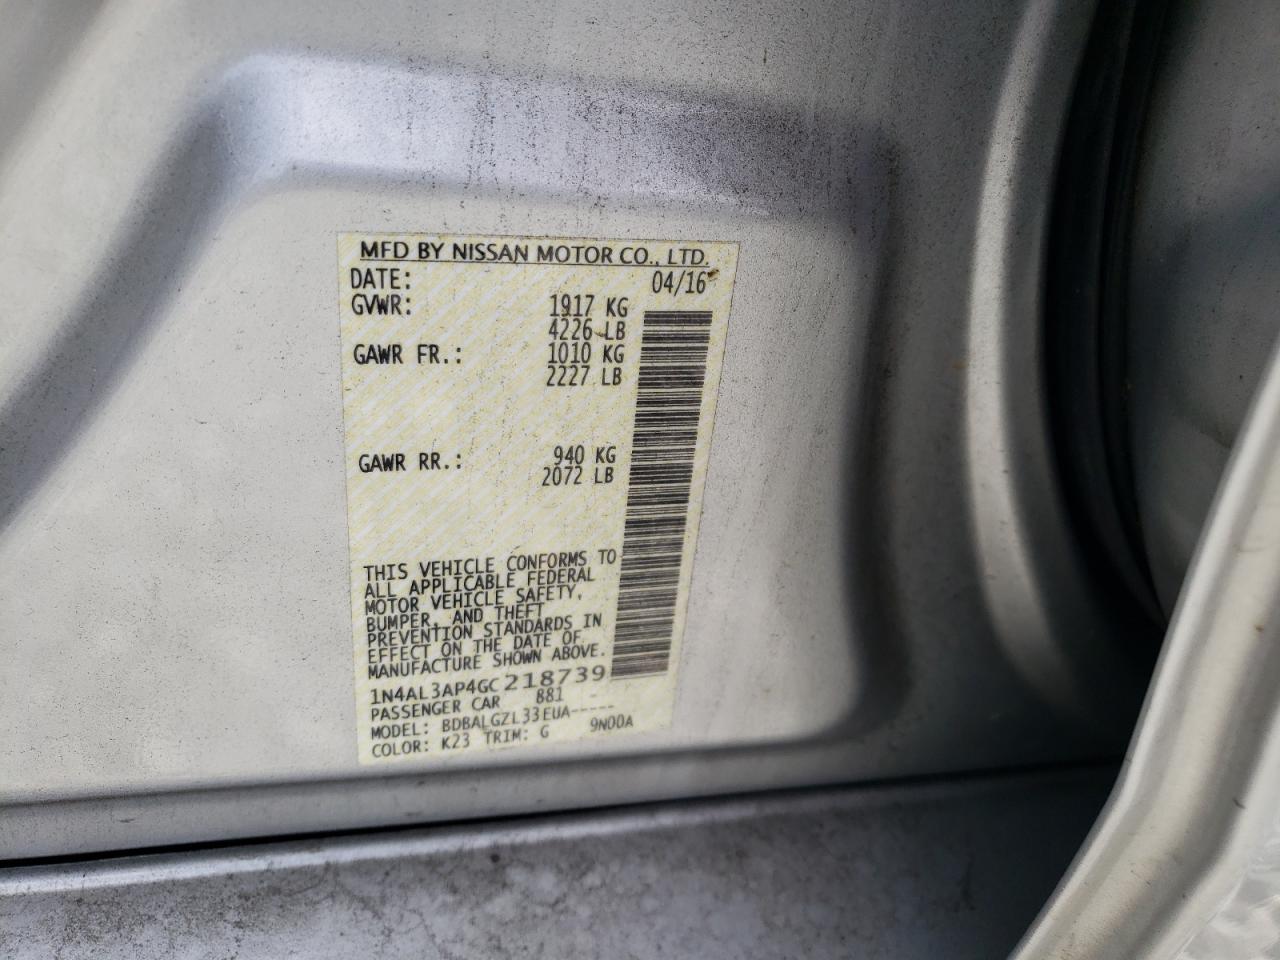 MFD BY NISSAN MOTOR CO., LTD.
DATE: 04/16
GVWR: 1917 KG
4226 LB
GAWR FR.: 1010 KG
2227 LB
GAWR RR.: 940 KG
2072 LB
THIS VEHICLE CONFORMS TO
ALL APPLICABLE FEDERAL
MOTOR VEHICLE SAFETY,
BUMPER, AND THEFT
PREVENTION STANDARDS IN
EFFECT ON THE DATE OF
MANUFACTURE SHOWN ABOVE.
1N4AL3AP4GC218739
PASSENGER CAR 881 -
MODEL: BDBALGZL33EUA-----
COLOR: K23 TRIM: G 9N00A